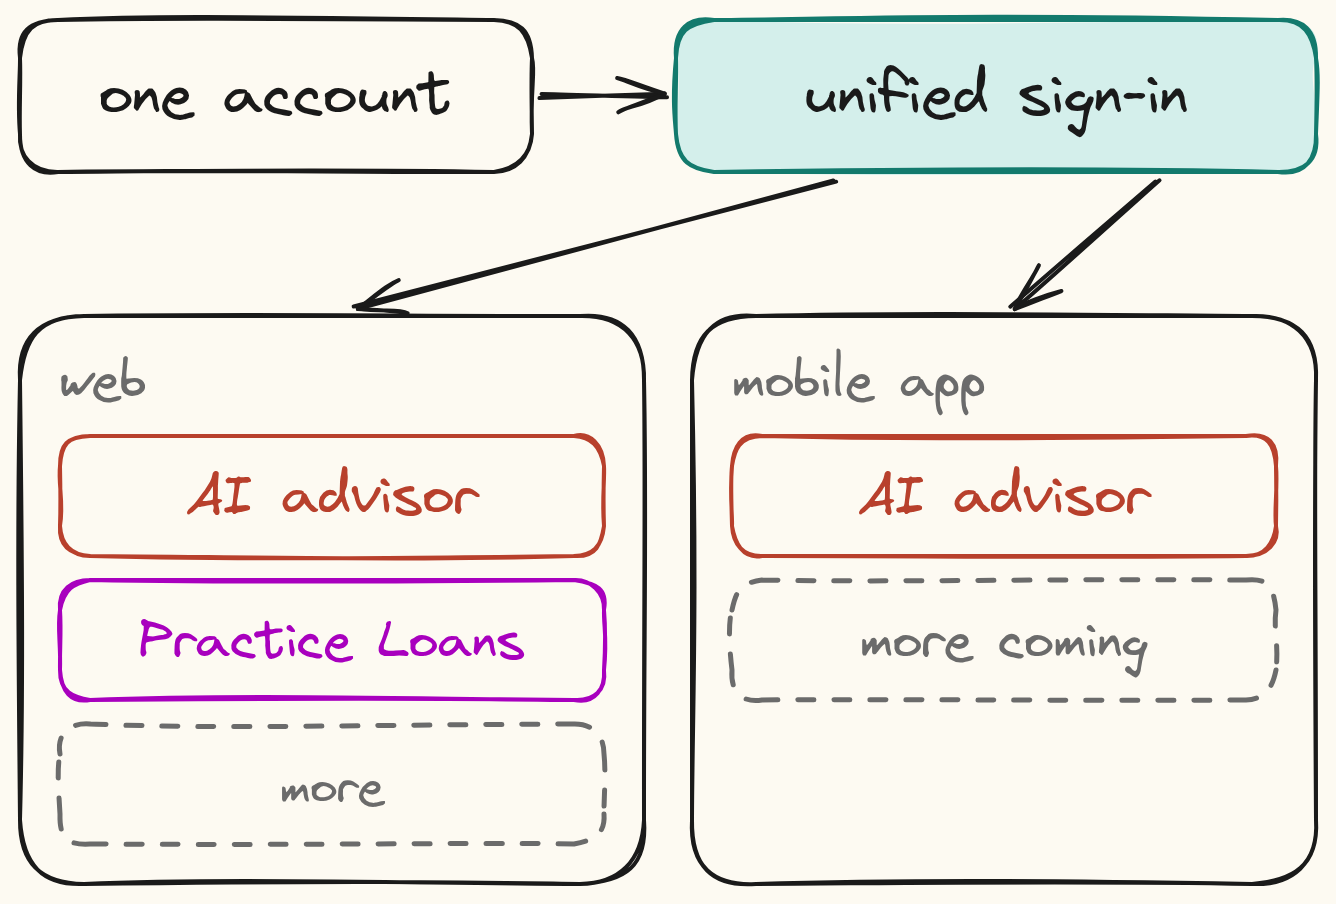 one account
unified sign-in
web
AI advisor
Practice Loans
more
mobile app
AI advisor
more coming